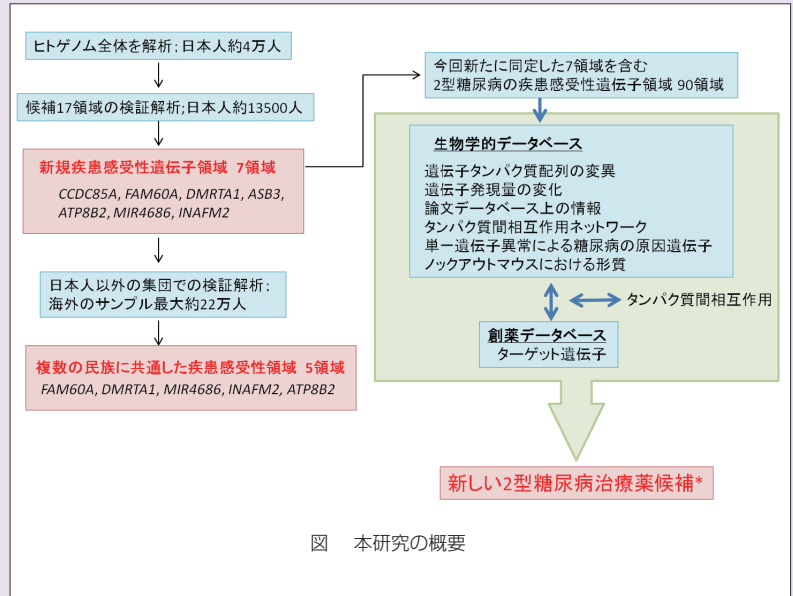 ヒトゲノム全体を解析;日本人約4万人
候補17領域の検証解析;日本人約13500人
新規疾患感受性遺伝子領域 7領域
CCDC85A, FAM60A, DMRTA1, ASB3,
ATP8B2, MIR4686, INAFM2
日本人以外の集団での検証解析;
海外のサンプル最大約22万人
複数の民族に共通した疾患感受性領域 5領域
FAM60A, DMRTA1, MIR4686, INAFM2, ATP8B2
今回新たに同定した7領域を含む
2型糖尿病の疾患感受性遺伝子領域 90領域
生物学的データベース
遺伝子タンパク質配列の変異
遺伝子発現量の変化
論文データベース上の情報
タンパク質間相互作用ネットワーク
単一遺伝子異常による糖尿病の原因遺伝子
ノックアウトマウスにおける形質
タンパク質間相互作用
創薬データベース
ターゲット遺伝子
新しい2型糖尿病治療薬候補*
図 本研究の概要